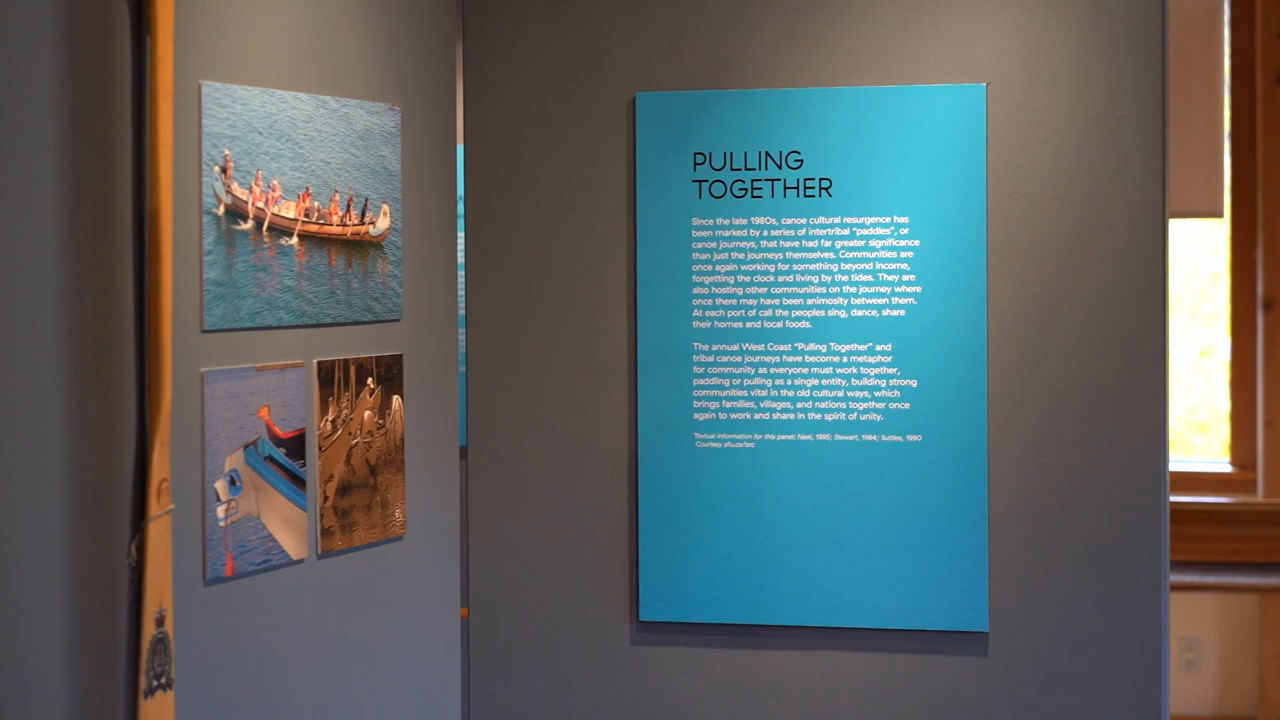 PULLING
TOGETHER
Since the late 1980s, canoe cultural resurgence has
been marked by a series of intertribal “paddles”, or
canoe journeys, that have had far greater significance
than just the journeys themselves. Communities are
once again working for something beyond income,
forgetting the clock and living by the tides. They are
also hosting other communities on the journey where
once there may have been animosity between them.
At each port of call the peoples sing, dance, share
their homes and local foods.
The annual West Coast “Pulling Together” and
tribal canoe journeys have become a metaphor
for community as everyone must work together,
paddling or pulling as a single entity, building strong
communities vital in the old cultural ways, which
brings families, villages, and nations together once
again to work and share in the spirit of unity.
Textual information for this panel: Neel, 1995; Stewart, 1984; Suttles, 1990
Courtesy sfu.ca/brc